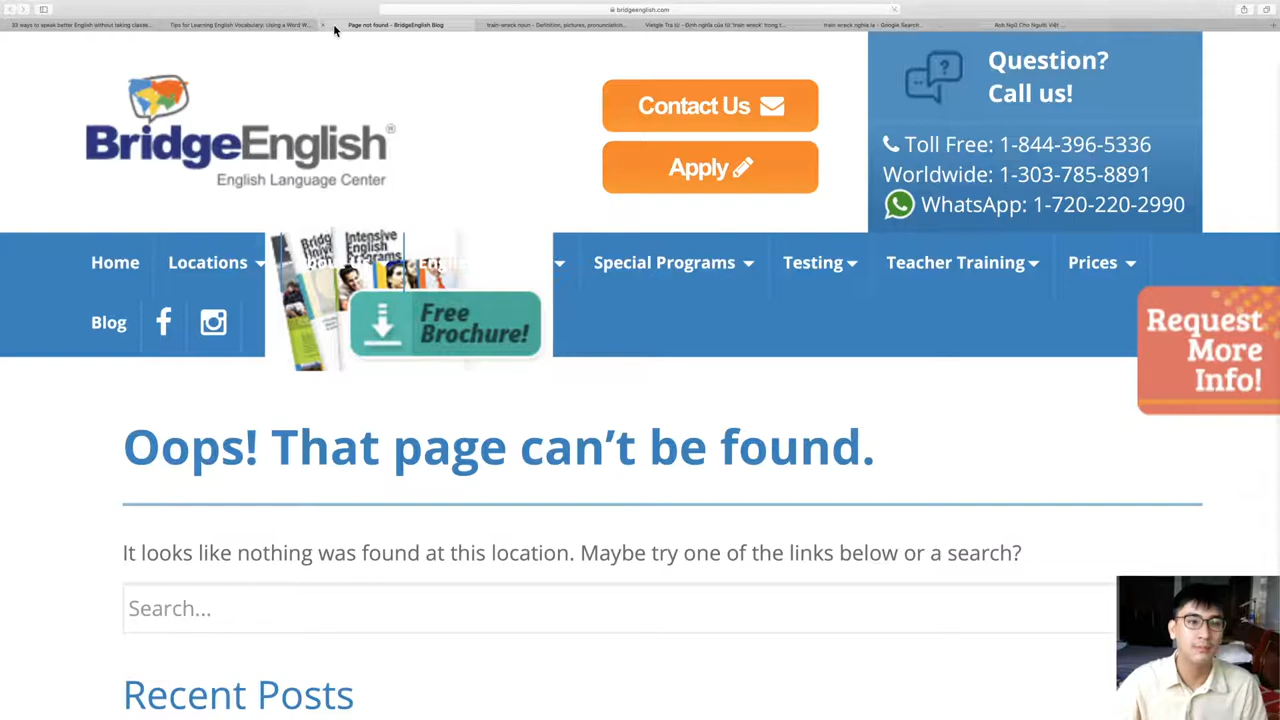 bridgeenglish.com
33 ways to speak better English without taking classe...
Tips for Learning English Vocabulary: Using a Word W...
Page not found - BridgeEnglish Blog
train-wreck noun - Definition, pictures, pronunciation...
Vietgle Tra từ - Định nghĩa của từ 'train wreck' trong t...
train wreck nghia la - Google Search
Anh Ngữ Cho Người Việt
Contact Us
Apply
Question?
Call us!
Toll Free: 1-844-396-5336
Worldwide: 1-303-785-8891
WhatsApp: 1-720-220-2990
BridgeEnglish®
English Language Center
Home
Locations
Special Programs
Testing
Teacher Training
Prices
Intensive
English
Programs
Blog
Free
Brochure!
Request
More
Info!
Oops! That page can't be found.
It looks like nothing was found at this location. Maybe try one of the links below or a search?
Search...
Recent Posts